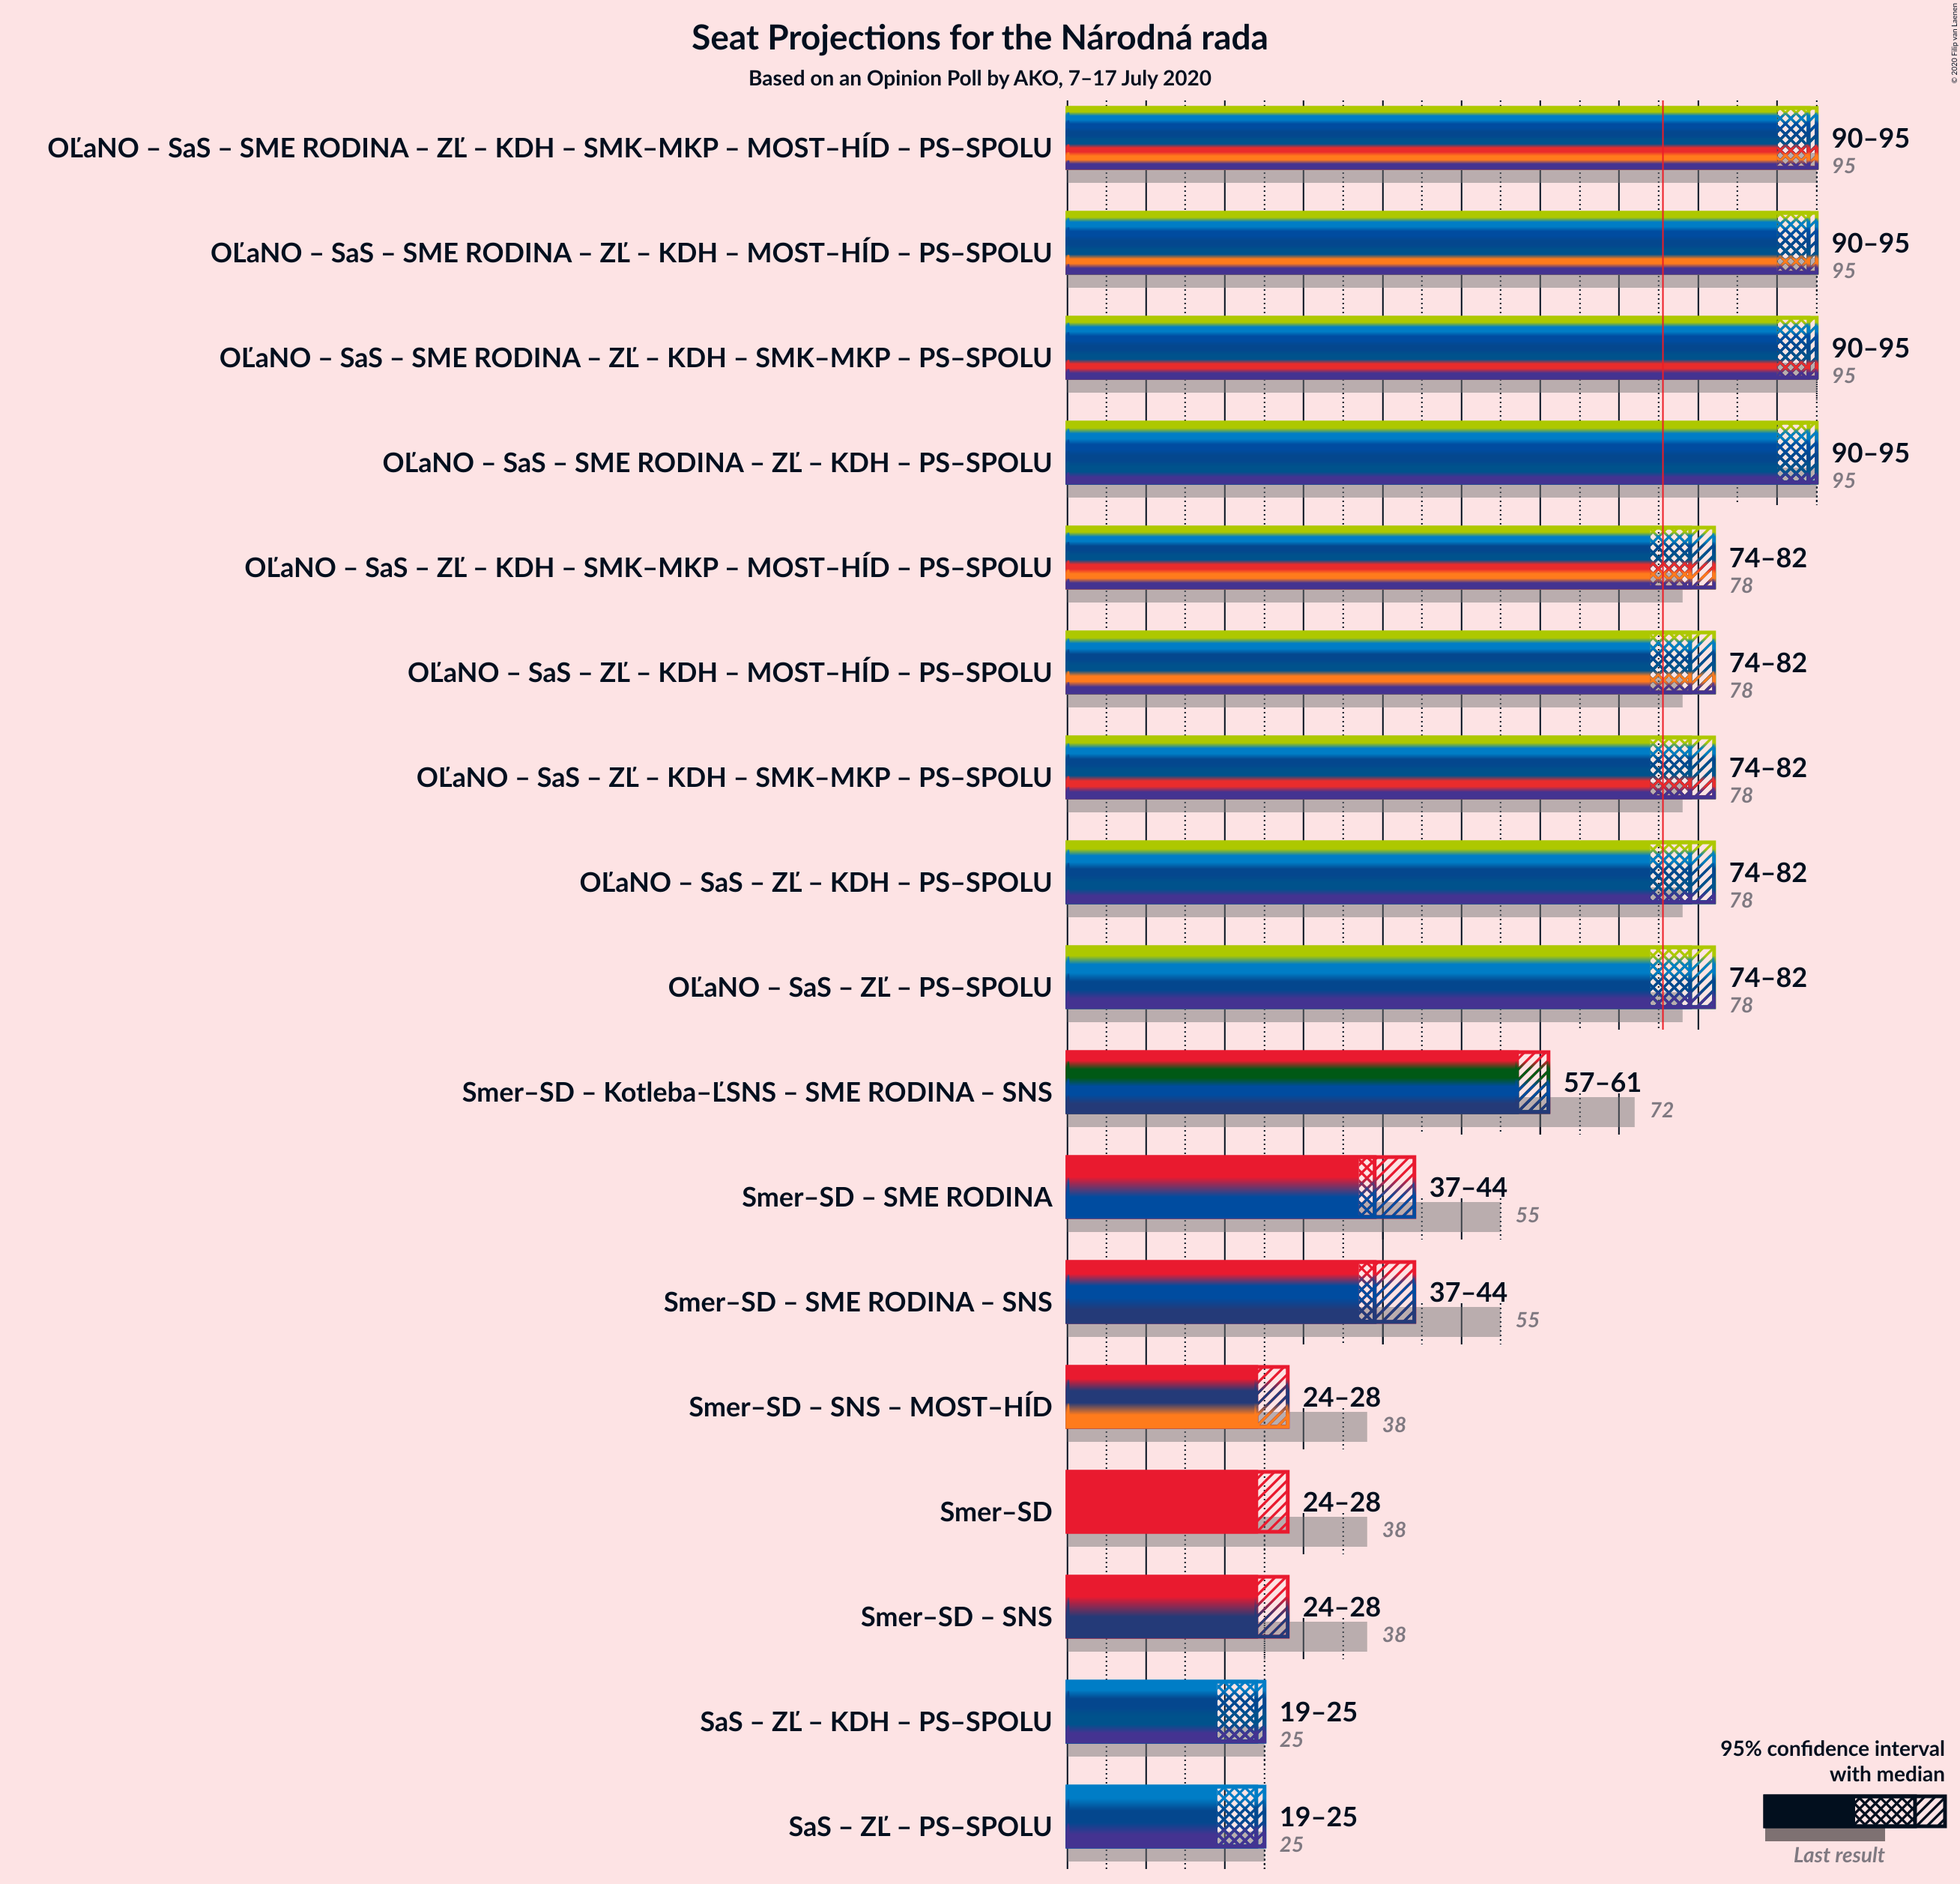 Seat Projections for the Národná rada
Based on an Opinion Poll by AKO, 7–17 July 2020
© 2020 Filip van Laenen
OĽaNO – SaS – SME RODINA – ZĽ – KDH – SMK–MKP – MOST–HÍD – PS–SPOLU
90–95
95
OĽaNO – SaS – SME RODINA – ZĽ – KDH – MOST–HÍD – PS–SPOLU
90–95
95
OĽaNO – SaS – SME RODINA – ZĽ – KDH – SMK–MKP – PS–SPOLU
90–95
95
OĽaNO – SaS – SME RODINA – ZĽ – KDH – PS–SPOLU
90–95
95
OĽaNO – SaS – ZĽ – KDH – SMK–MKP – MOST–HÍD – PS–SPOLU
74–82
78
OĽaNO – SaS – ZĽ – KDH – MOST–HÍD – PS–SPOLU
74–82
78
OĽaNO – SaS – ZĽ – KDH – SMK–MKP – PS–SPOLU
74–82
78
OĽaNO – SaS – ZĽ – KDH – PS–SPOLU
74–82
78
OĽaNO – SaS – ZĽ – PS–SPOLU
74–82
78
Smer–SD – Kotleba–ĽSNS – SME RODINA – SNS
57–61
72
Smer–SD – SME RODINA
37–44
55
Smer–SD – SME RODINA – SNS
37–44
55
Smer–SD – SNS – MOST–HÍD
24–28
38
Smer–SD
24–28
38
Smer–SD – SNS
24–28
38
SaS – ZĽ – KDH – PS–SPOLU
19–25
25
SaS – ZĽ – PS–SPOLU
19–25
25
95% confidence interval
with median
Last result